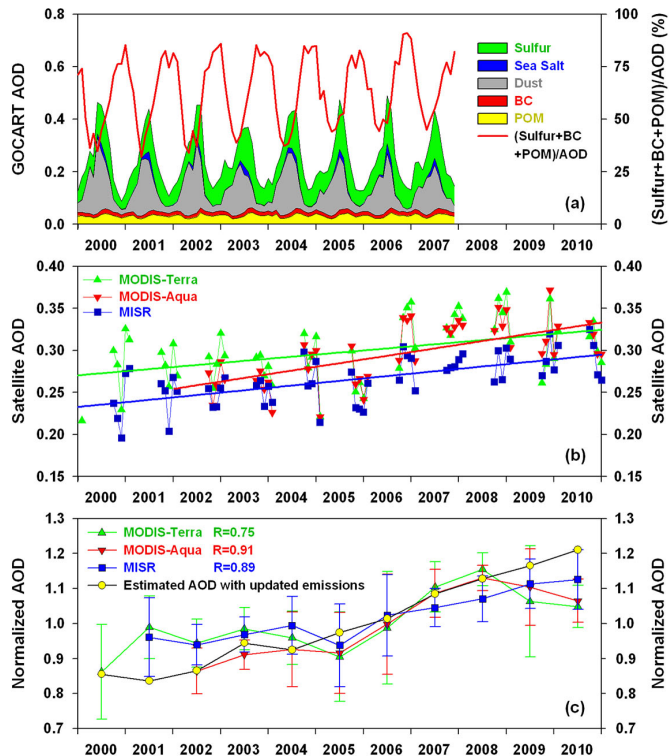 0.8
0.6
0.4
0.2
0.0
GOCART AOD
100
75
50
25
0
(Sulfur+BC+POM)/AOD (%)
Sulfur
Sea Salt
Dust
BC
POM
(Sulfur+BC
+POM)/AOD
(a)
2000 2001 2002 2003 2004 2005 2006 2007 2008 2009 2010
0.40
0.35
0.30
0.25
0.20
0.15
Satellite AOD
0.40
0.35
0.30
0.25
0.20
0.15
Satellite AOD
MODIS-Terra
MODIS-Aqua
MISR
(b)
2000 2001 2002 2003 2004 2005 2006 2007 2008 2009 2010
1.3
1.2
1.1
1.0
0.9
0.8
0.7
Normalized AOD
1.3
1.2
1.1
1.0
0.9
0.8
0.7
Normalized AOD
MODIS-Terra R=0.75
MODIS-Aqua R=0.91
MISR R=0.89
Estimated AOD with updated emissions
(c)
2000 2001 2002 2003 2004 2005 2006 2007 2008 2009 2010